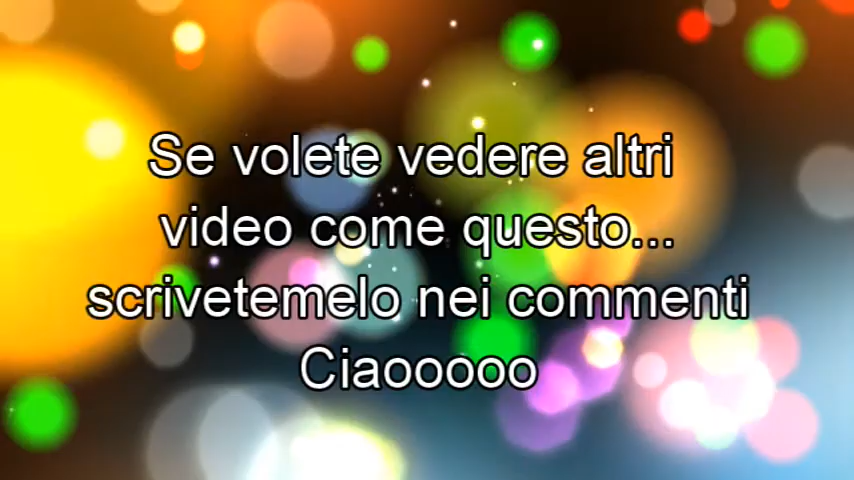 Se volete vedere altri
video come questo...
scrivetemelo nei commenti
Ciaooooo